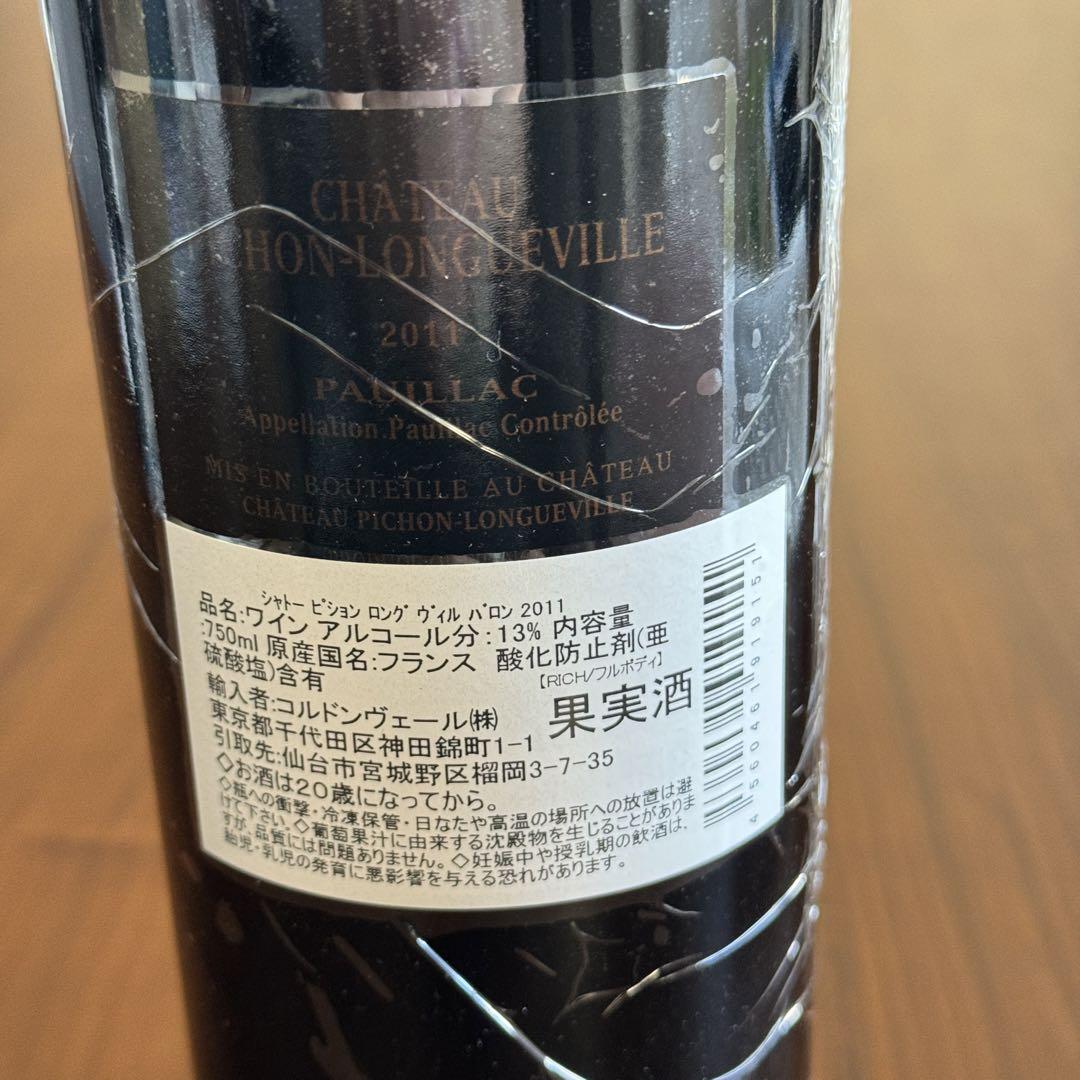 CHÂTEAU
HON-LONGUEVILLE
2011
PAUILLAC
Appellation Pauillac Contrôlée
MIS EN BOUTEILLE AU CHÂTEAU
CHÂTEAU PICHON-LONGUEVILLE
シャトー ピション ロング ヴィル バロン 2011
品名:ワイン アルコール分:13% 内容量
:750ml 原産国名:フランス 酸化防止剤(亜
硫酸塩)含有
【RICH/フルボディ】
果実酒
輸入者:コルドンヴェール㈱
東京都千代田区神田錦町1-1
引取先:仙台市宮城野区榴岡3-7-35
◇お酒は20歳になってから。
◇瓶への衝撃・冷凍保管・日なたや高温の場所への放置は避
けて下さい。◇葡萄果汁に由来する沈殿物を生じることがありま
すが、品質には問題ありません。◇妊娠中や授乳期の飲酒は、
胎児・乳児の発育に悪影響を与える恐れがあります。
4560461919151